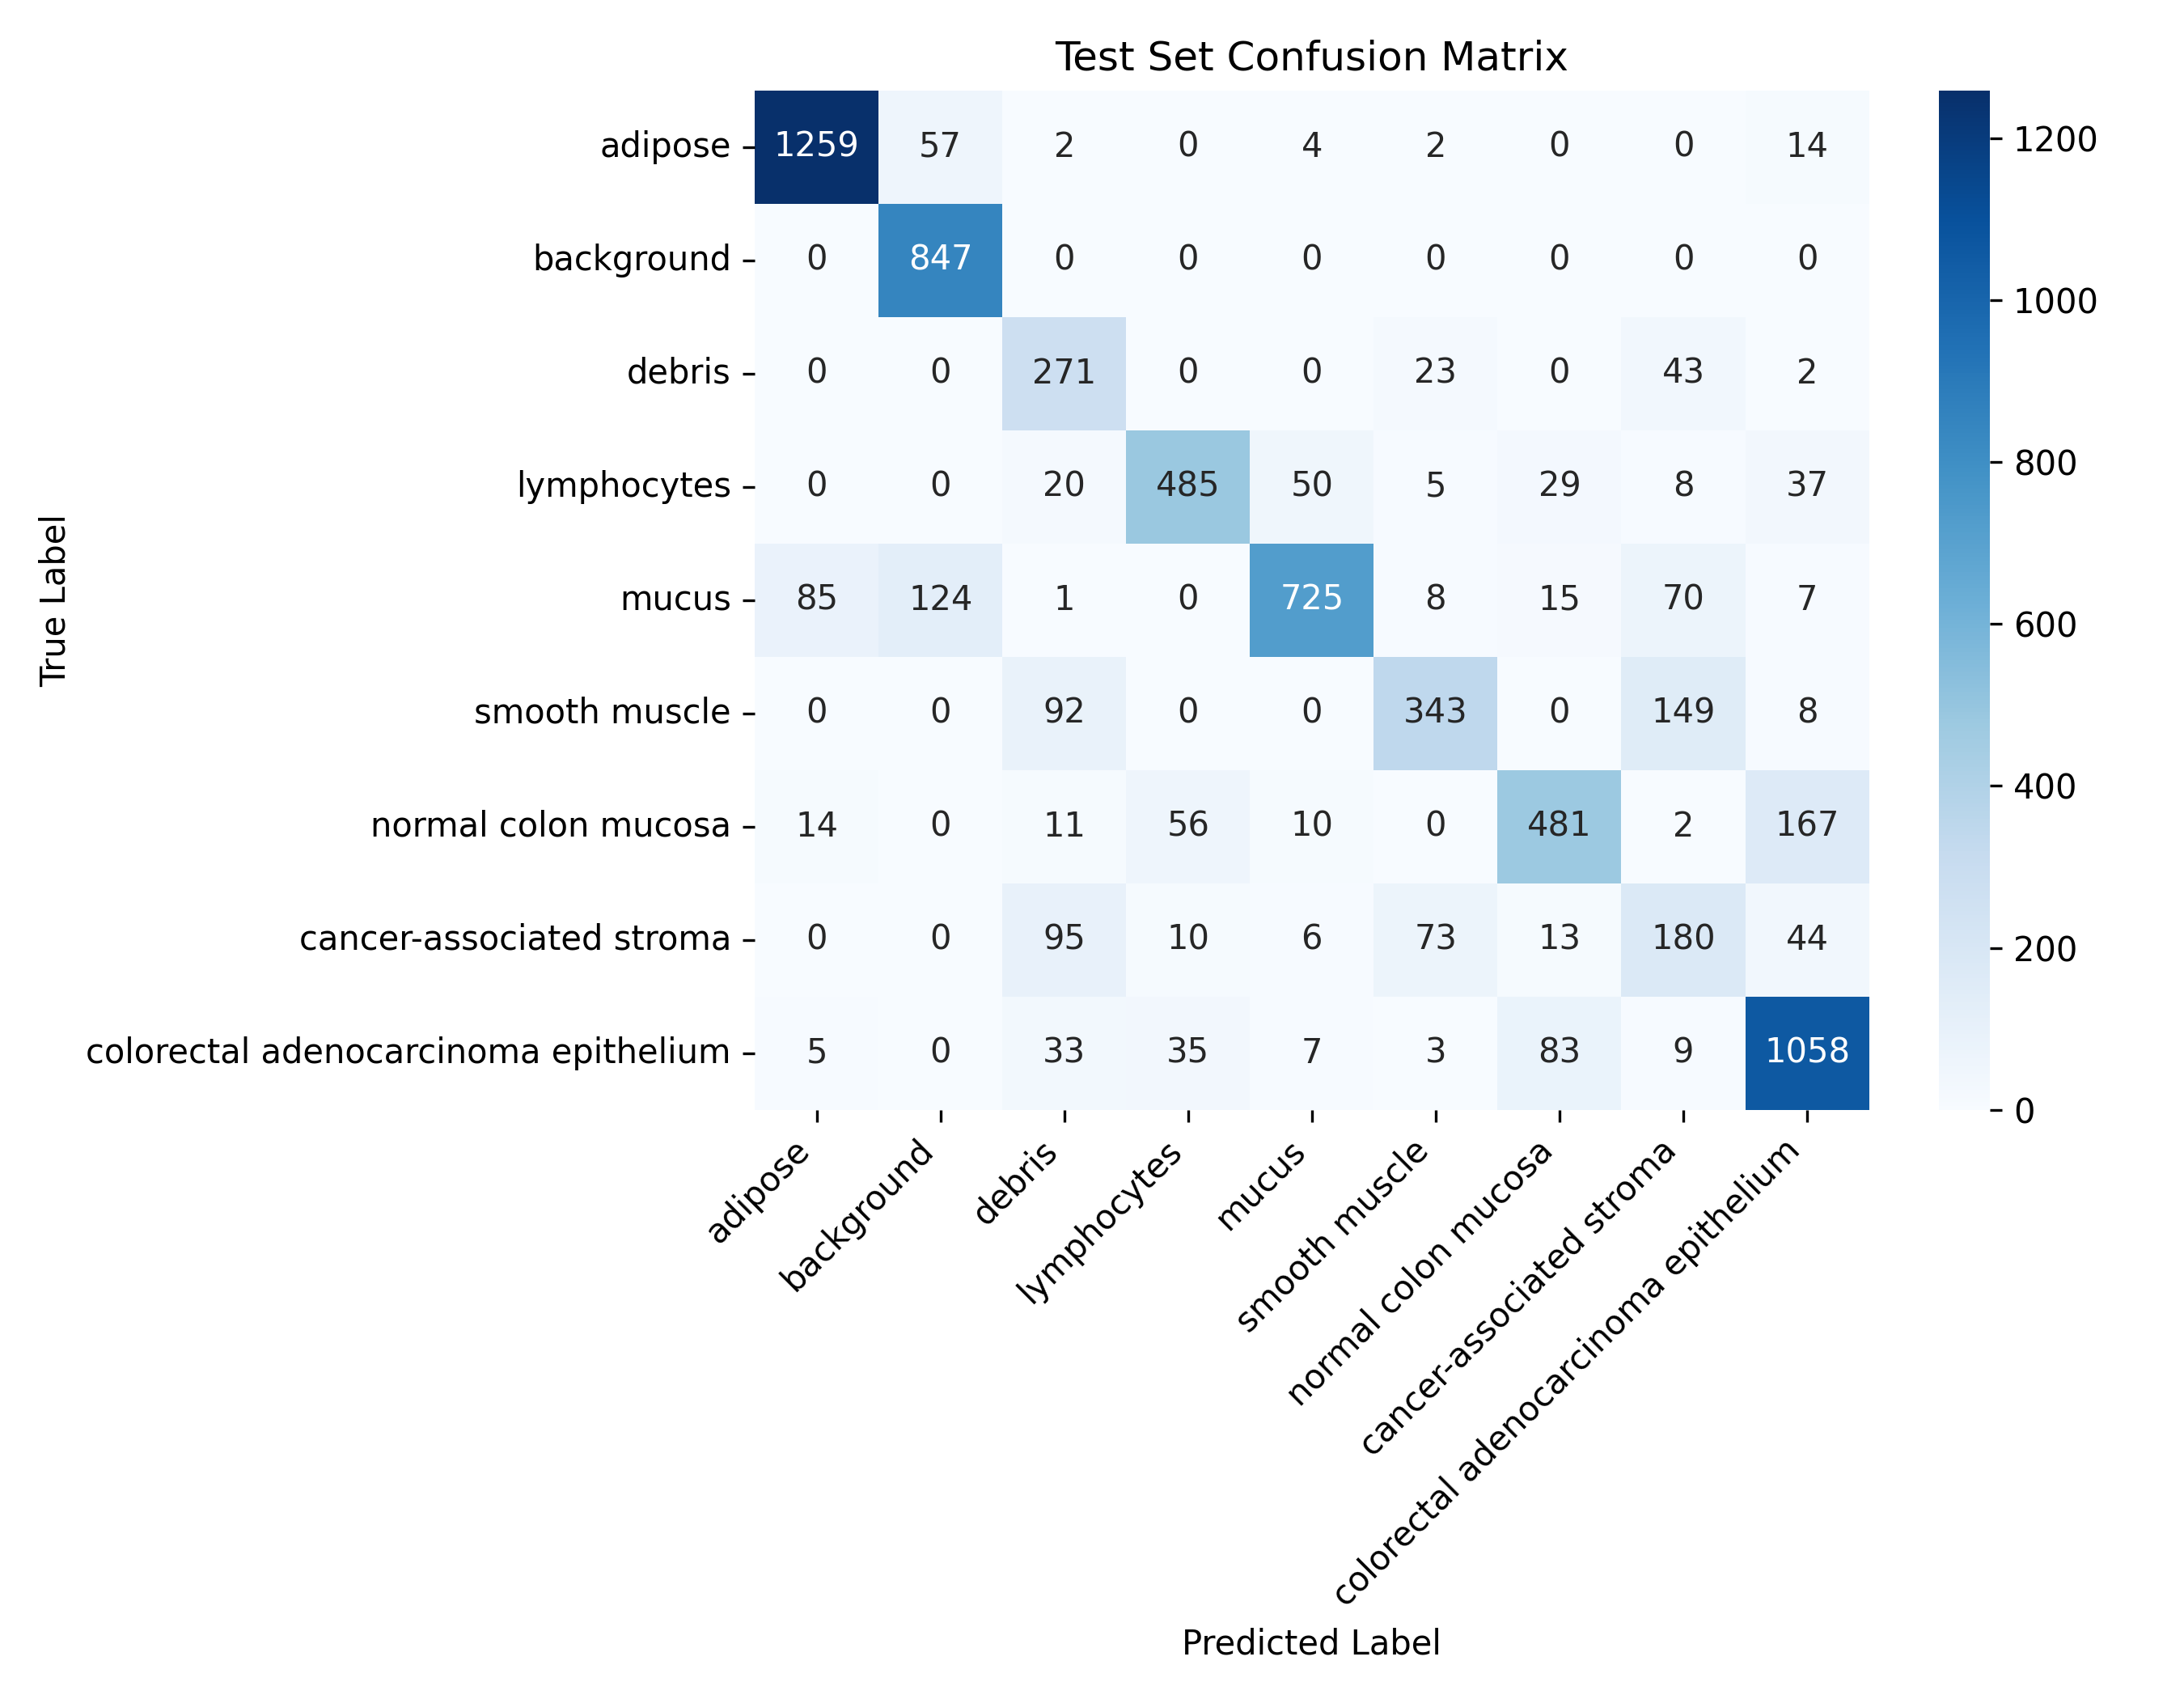 Test Set Confusion Matrix
True Label
adipose 1259 57 2 0 4 2 0 0 14
background 0 847 0 0 0 0 0 0 0
debris 0 0 271 0 0 23 0 43 2
lymphocytes 0 0 20 485 50 5 29 8 37
mucus 85 124 1 0 725 8 15 70 7
smooth muscle 0 0 92 0 0 343 0 149 8
normal colon mucosa 14 0 11 56 10 0 481 2 167
cancer-associated stroma 0 0 95 10 6 73 13 180 44
colorectal adenocarcinoma epithelium 5 0 33 35 7 3 83 9 1058
adipose
background
debris
lymphocytes
mucus
smooth muscle
normal colon mucosa
cancer-associated stroma
colorectal adenocarcinoma epithelium
Predicted Label
1200
1000
800
600
400
200
0